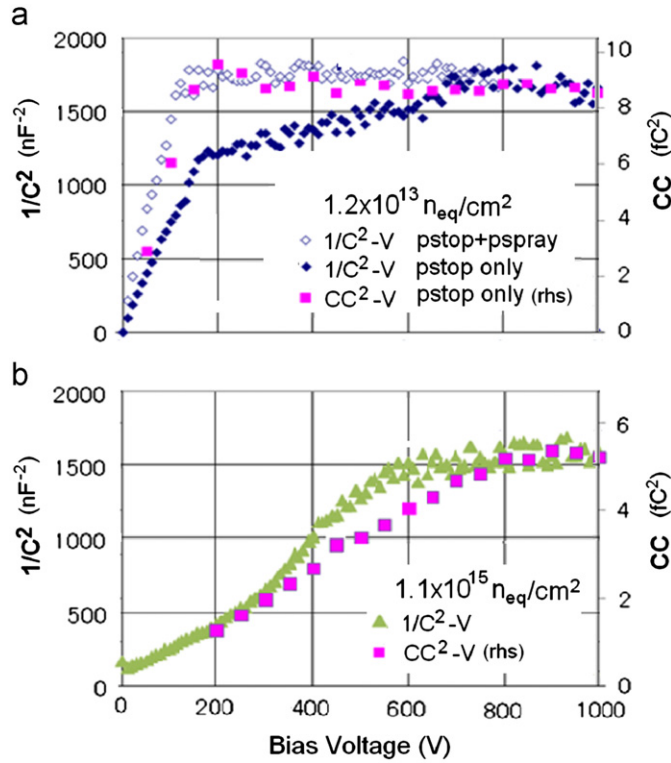 a
2000
1500
1000
500
0
1/C² (nF⁻²)
10
8
6
4
2
0
CC (fC²)
1.2x10¹³ n_eq/cm²
1/C²-V pstop+pspray
1/C²-V pstop only
CC²-V pstop only (rhs)
b
2000
1500
1000
500
0
1/C² (nF⁻²)
6
4
2
0
CC (fC²)
1.1x10¹⁵ n_eq/cm²
1/C²-V
CC²-V (rhs)
0 200 400 600 800 1000
Bias Voltage (V)